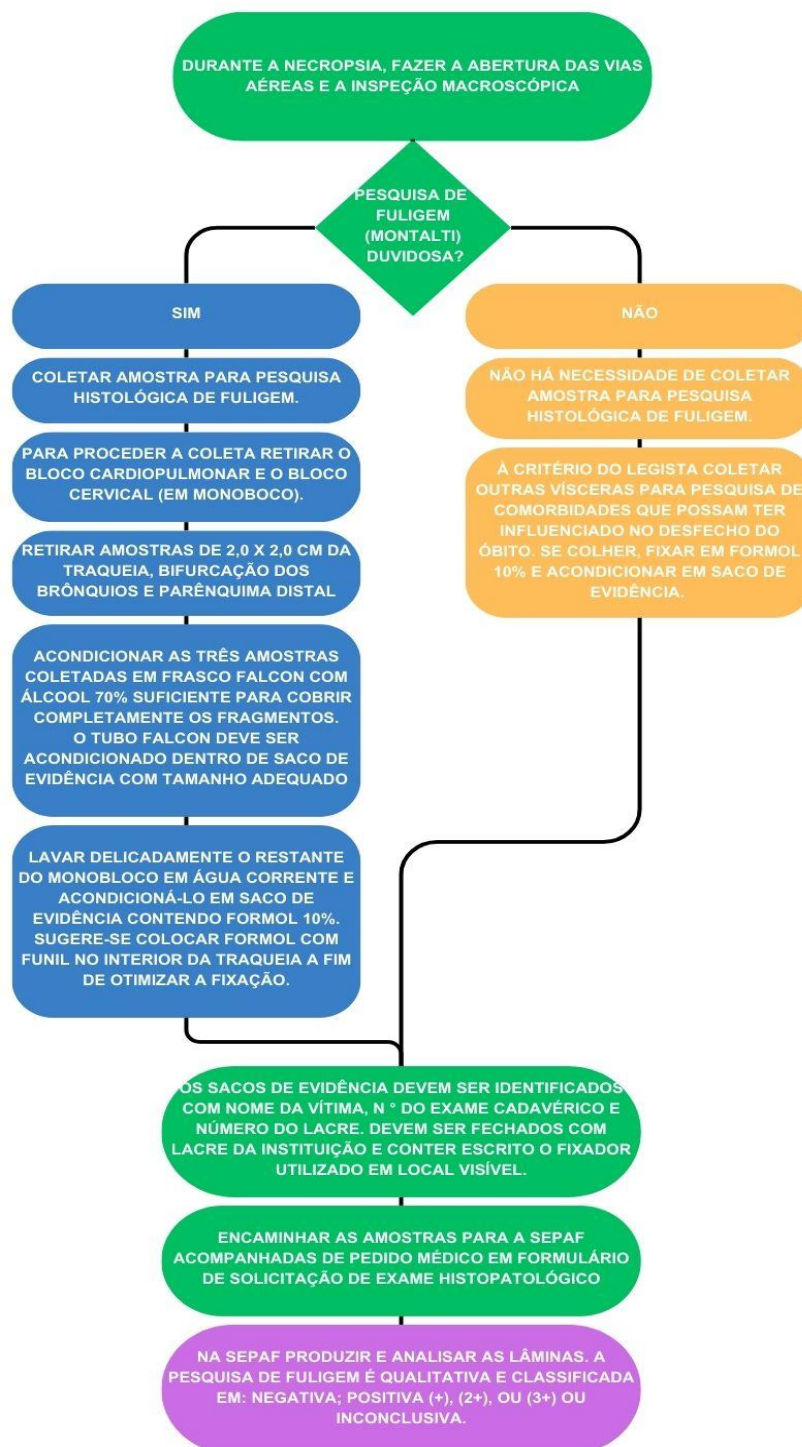 DURANTE A NECROPSIA, FAZER A ABERTURA DAS VIAS
AÉREAS E A INSPEÇÃO MACROSCÓPICA
PESQUISA DE
FULIGEM
(MONTALTI)
DUVIDOSA?
SIM
COLETAR AMOSTRA PARA PESQUISA
HISTOLÓGICA DE FULIGEM.
PARA PROCEDER A COLETA RETIRAR O
BLOCO CARDIOPULMONAR E O BLOCO
CERVICAL (EM MONOBOCO).
RETIRAR AMOSTRAS DE 2,0 X 2,0 CM DA
TRAQUEIA, BIFURCAÇÃO DOS
BRÔNQUIOS E PARÊNQUIMA DISTAL
ACONDICIONAR AS TRÊS AMOSTRAS
COLETADAS EM FRASCO FALCON COM
ÁLCOOL 70% SUFICIENTE PARA COBRIR
COMPLETAMENTE OS FRAGMENTOS.
O TUBO FALCON DEVE SER
ACONDICIONADO DENTRO DE SACO DE
EVIDÊNCIA COM TAMANHO ADEQUADO
LAVAR DELICADAMENTE O RESTANTE
DO MONOBLOCO EM ÁGUA CORRENTE E
ACONDICIONÁ-LO EM SACO DE
EVIDÊNCIA CONTENDO FORMOL 10%.
SUGERE-SE COLOCAR FORMOL COM
FUNIL NO INTERIOR DA TRAQUEIA A FIM
DE OTIMIZAR A FIXAÇÃO.
NÃO
NÃO HÁ NECESSIDADE DE COLETAR
AMOSTRA PARA PESQUISA
HISTOLÓGICA DE FULIGEM.
À CRITÉRIO DO LEGISTA COLETAR
OUTRAS VÍSCERAS PARA PESQUISA DE
COMORBIDADES QUE POSSAM TER
INFLUENCIADO NO DESFECHO DO
ÓBITO. SE COLHER, FIXAR EM FORMOL
10% E ACONDICIONAR EM SACO DE
EVIDÊNCIA.
OS SACOS DE EVIDÊNCIA DEVEM SER IDENTIFICADOS
COM NOME DA VÍTIMA, N ° DO EXAME CADAVÉRICO E
NÚMERO DO LACRE. DEVEM SER FECHADOS COM
LACRE DA INSTITUIÇÃO E CONTER ESCRITO O FIXADOR
UTILIZADO EM LOCAL VISÍVEL.
ENCAMINHAR AS AMOSTRAS PARA A SEPAF
ACOMPANHADAS DE PEDIDO MÉDICO EM FORMULÁRIO
DE SOLICITAÇÃO DE EXAME HISTOPATOLÓGICO
NA SEPAF PRODUZIR E ANALISAR AS LÂMINAS. A
PESQUISA DE FULIGEM É QUALITATIVA E CLASSIFICADA
EM: NEGATIVA; POSITIVA (+), (2+), OU (3+) OU
INCONCLUSIVA.